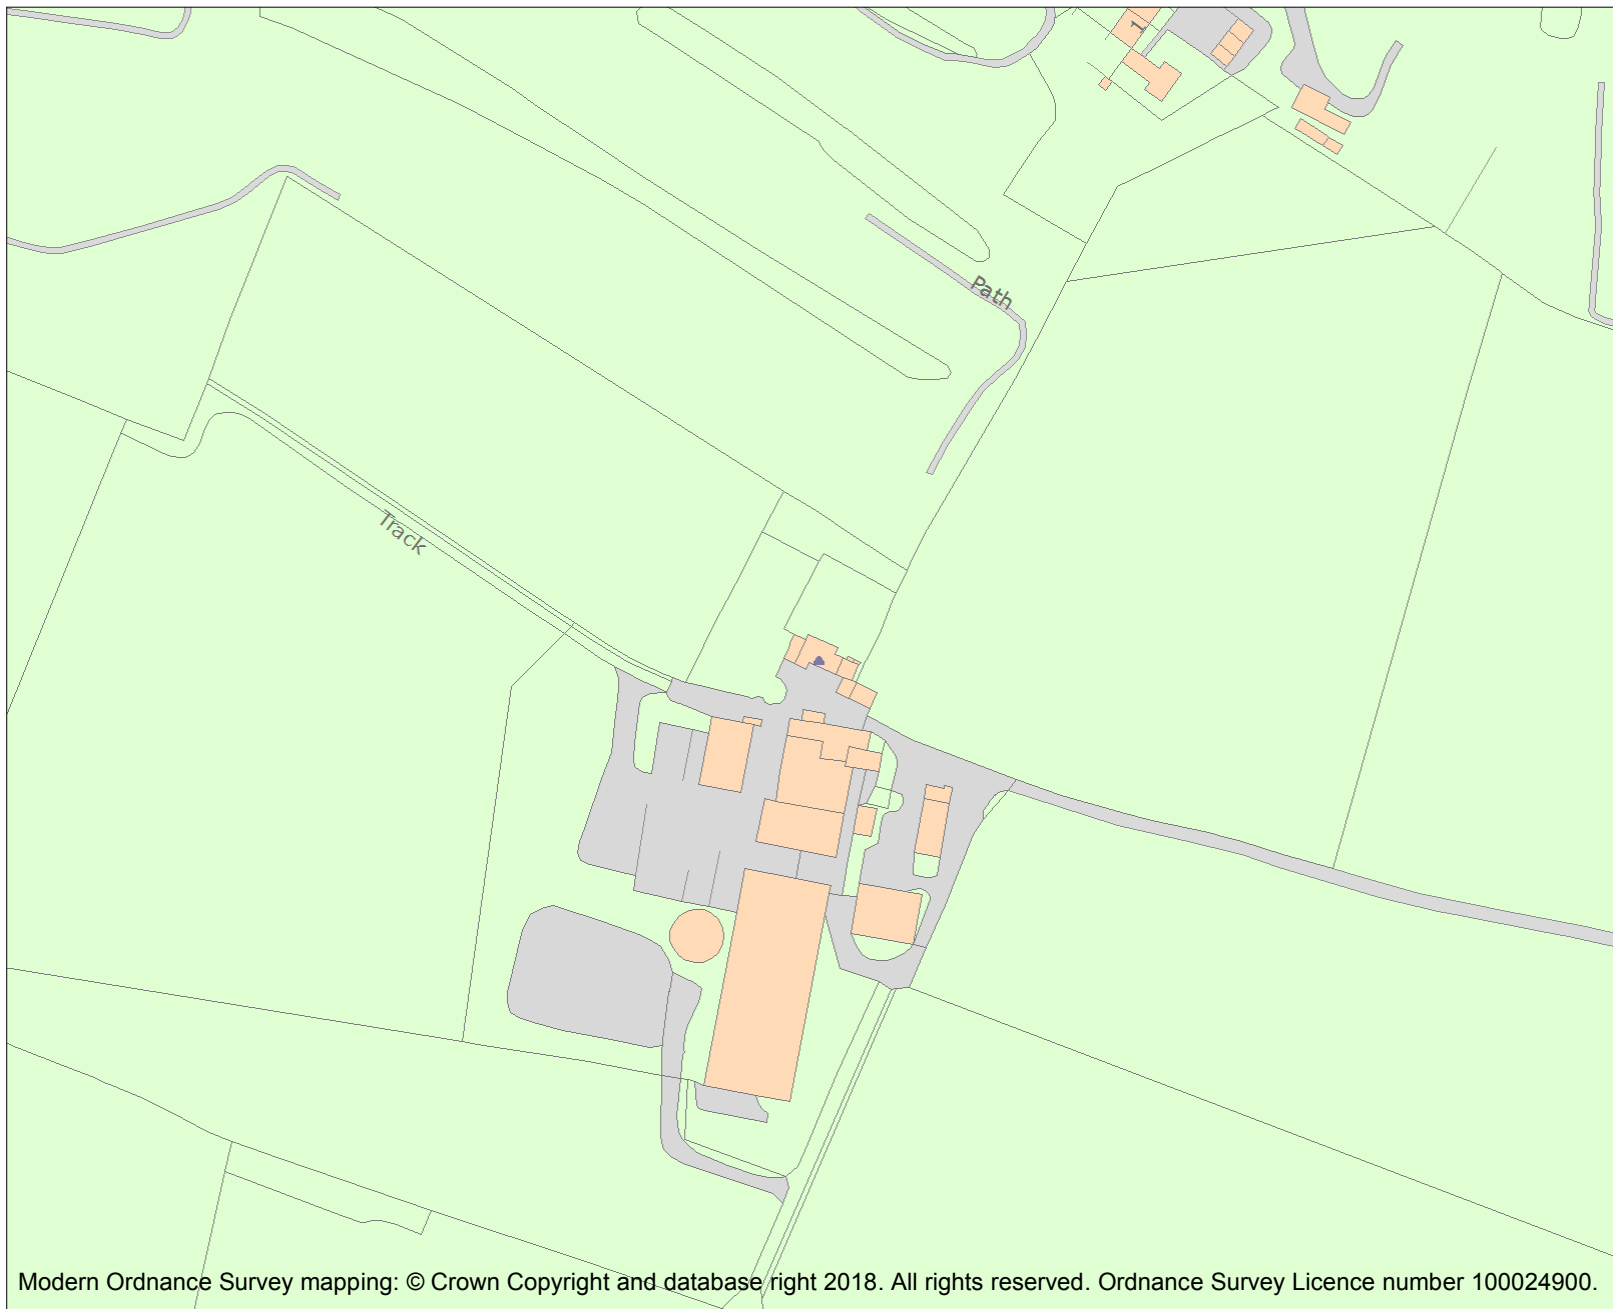 1
Path
Track
Modern Ordnance Survey mapping: © Crown Copyright and database right 2018. All rights reserved. Ordnance Survey Licence number 100024900.